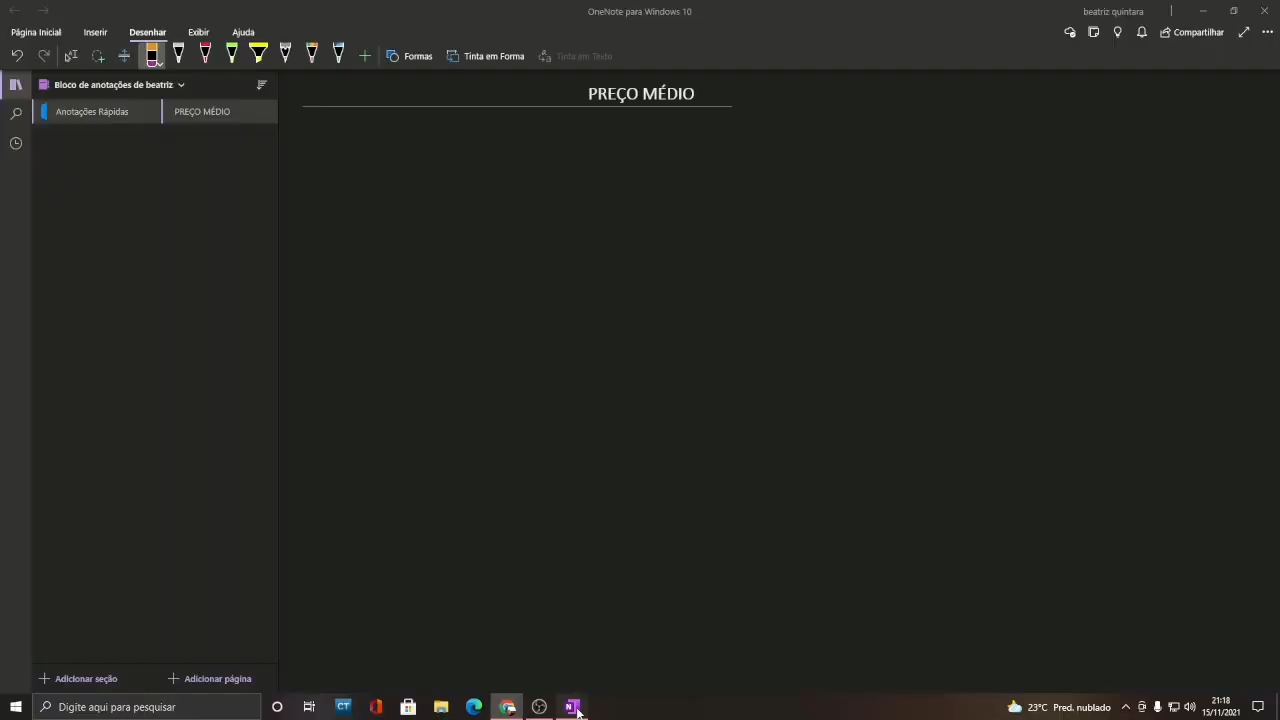 OneNote para Windows 10
beatriz quintara
Página Inicial Inserir Desenhar Exibir Ajuda
Compartilhar
Formas Tinta em Forma Tinta em Texto
Bloco de anotações de beatriz
PREÇO MÉDIO
Anotações Rápidas PREÇO MÉDIO
Adicionar seção Adicionar página
Digite aqui para pesquisar
CT
N
23°C Pred. nublado
21:18
15/11/2021